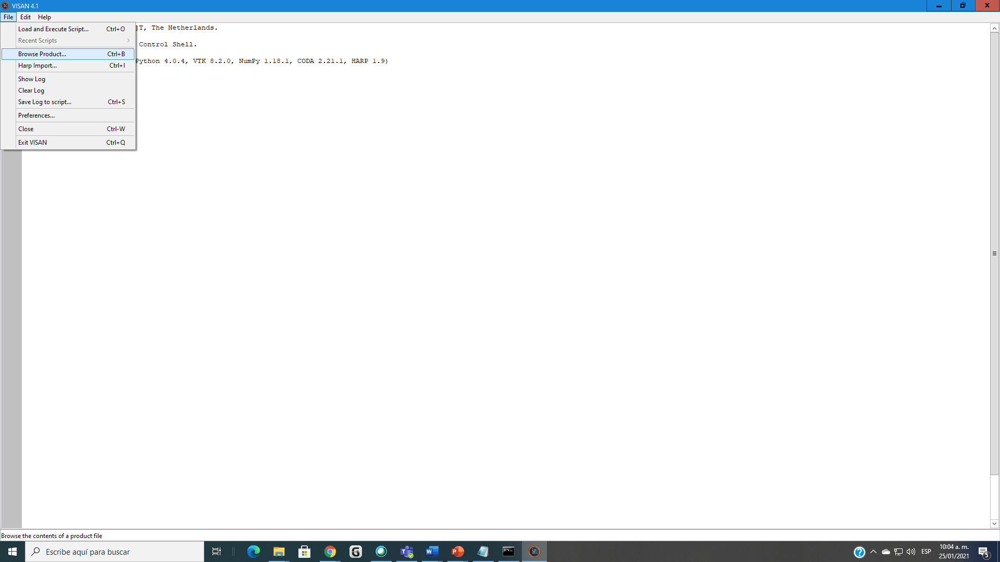 VISAN 4.1
File Edit Help
Load and Execute Script... Ctrl+O
Recent Scripts
Browse Product... Ctrl+B
Harp Import... Ctrl+I
Show Log
Clear Log
Save Log to script... Ctrl+S
Preferences...
Close Ctrl-W
Exit VISAN Ctrl+Q
]T, The Netherlands.
Control Shell.
Python 4.0.4, VTK 8.2.0, NumPy 1.18.1, CODA 2.21.1, HARP 1.9)
Browse the contents of a product file
Escribe aquí para buscar
ESP
10:04 a. m.
25/01/2021
5